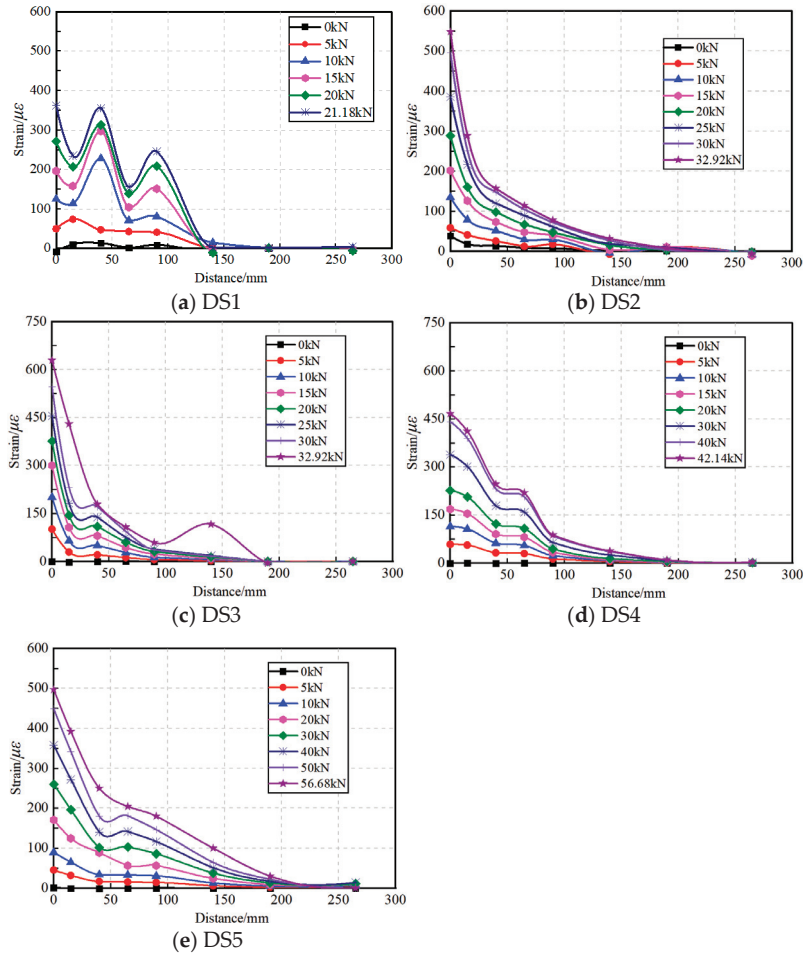 600
500
400
300
200
100
0
0 50 100 150 200 250 300
Strain/με
Distance/mm
0kN
5kN
10kN
15kN
20kN
21.18kN
(a) DS1
600
500
400
300
200
100
0
0 50 100 150 200 250 300
Strain/με
Distance/mm
0kN
5kN
10kN
15kN
20kN
25kN
30kN
32.92kN
(b) DS2
750
600
450
300
150
0
0 50 100 150 200 250 300
Strain/με
Distance/mm
0kN
5kN
10kN
15kN
20kN
25kN
30kN
32.92kN
(c) DS3
750
600
450
300
150
0
0 50 100 150 200 250 300
Strain/με
Distance/mm
0kN
5kN
10kN
15kN
20kN
30kN
40kN
42.14kN
(d) DS4
600
500
400
300
200
100
0
0 50 100 150 200 250 300
Strain/με
Distance/mm
0kN
5kN
10kN
20kN
30kN
40kN
50kN
56.68kN
(e) DS5